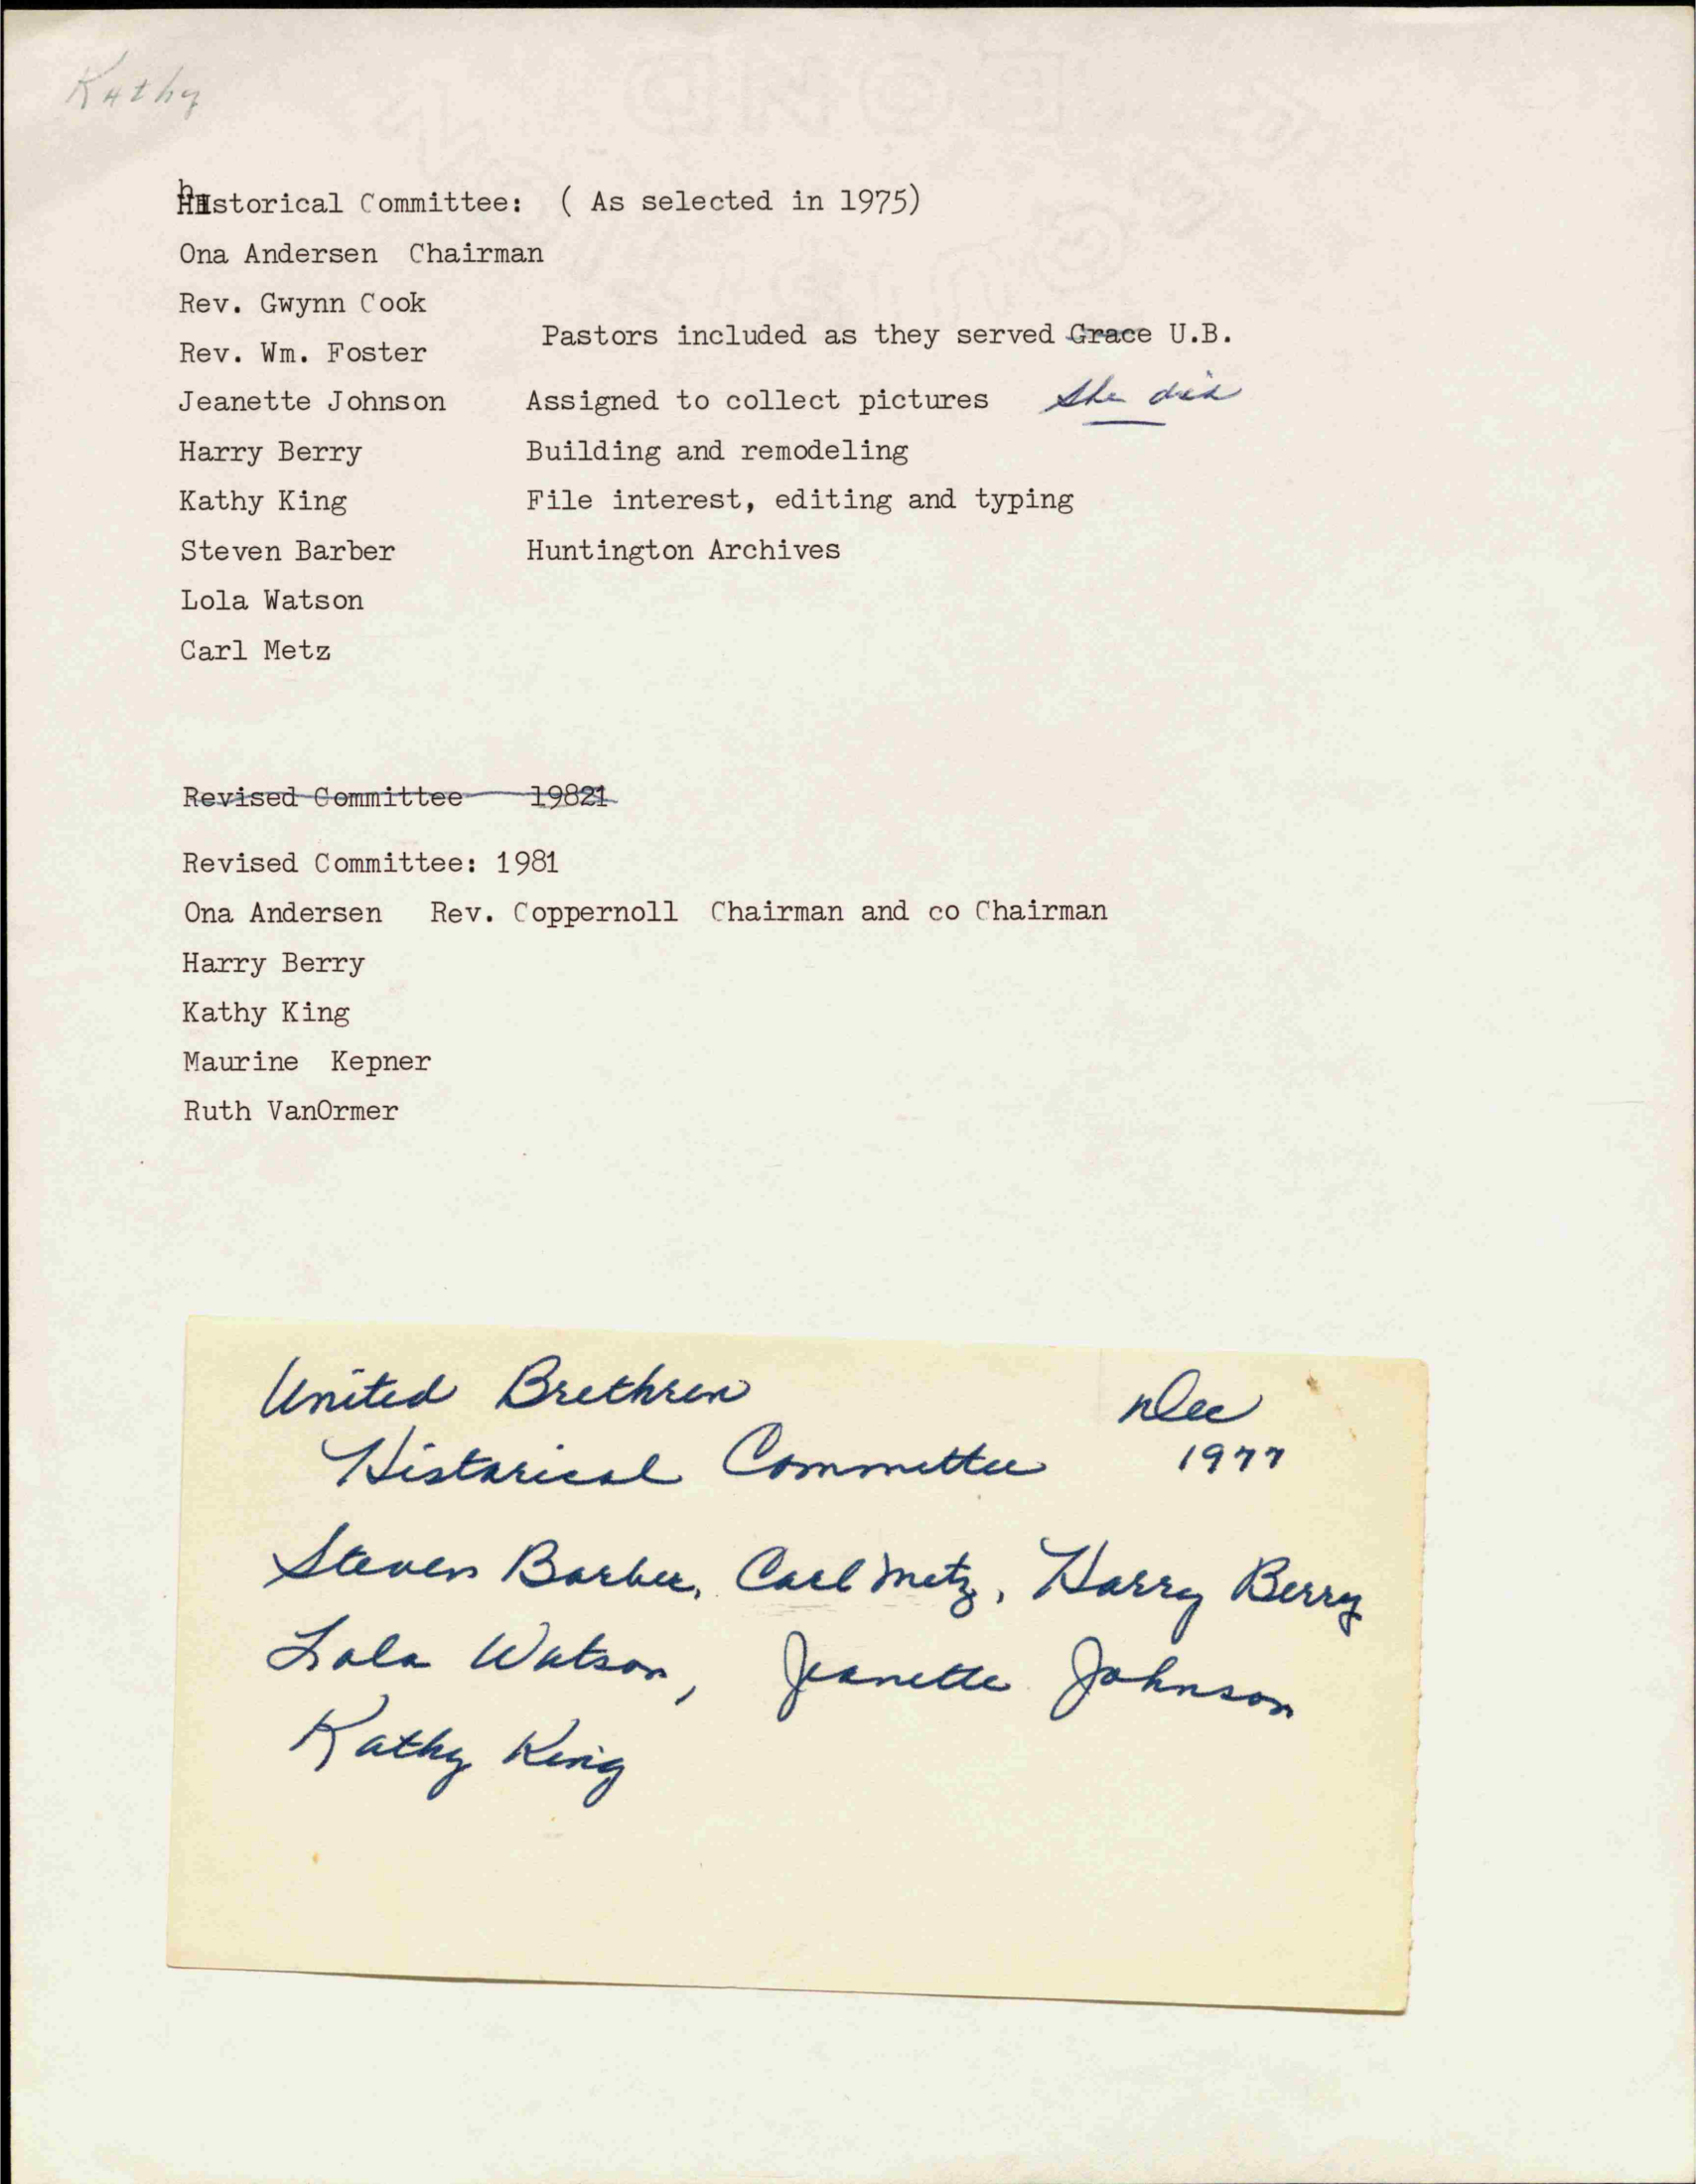 Kathy
Historical Committee: ( As selected in 1975)
Ona Andersen Chairman
Rev. Gwynn Cook
Rev. Wm. Foster Pastors included as they served Grace U.B.
Jeanette Johnson Assigned to collect pictures She did
Harry Berry Building and remodeling
Kathy King File interest, editing and typing
Steven Barber Huntington Archives
Lola Watson
Carl Metz
Revised Committee 19821
Revised Committee: 1981
Ona Andersen Rev. Coppernoll Chairman and co Chairman
Harry Berry
Kathy King
Maurine Kepner
Ruth VanOrmer
United Brethren Dec
Historical Committee 1977
Steven Barber, Carl Metz, Harry Berry
Lola Watson, Jeanette Johnson
Kathy King